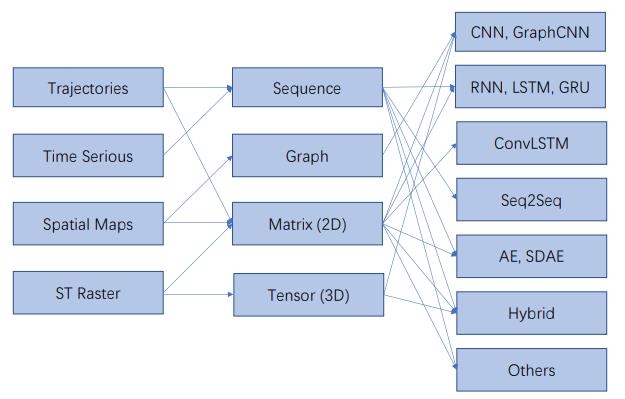 Trajectories
Time Serious
Spatial Maps
ST Raster
Sequence
Graph
Matrix (2D)
Tensor (3D)
CNN, GraphCNN
RNN, LSTM, GRU
ConvLSTM
Seq2Seq
AE, SDAE
Hybrid
Others